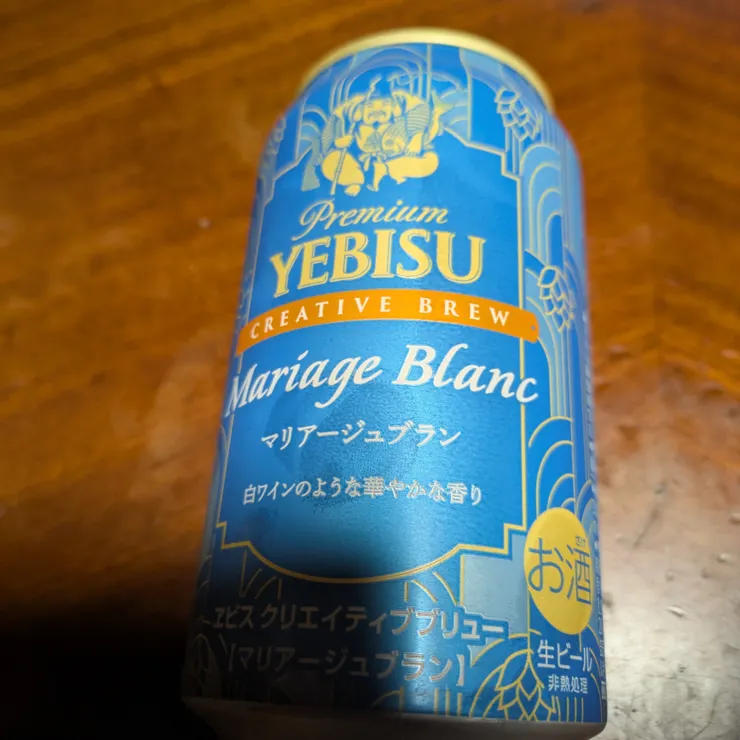 Premium
YEBISU
CREATIVE BREW
Mariage Blanc
マリアージュブラン
白ワインのような華やかな香り
お酒
ヱビス クリエイティブブリュー
[マリアージュブラン]
生ビール
非熱処理